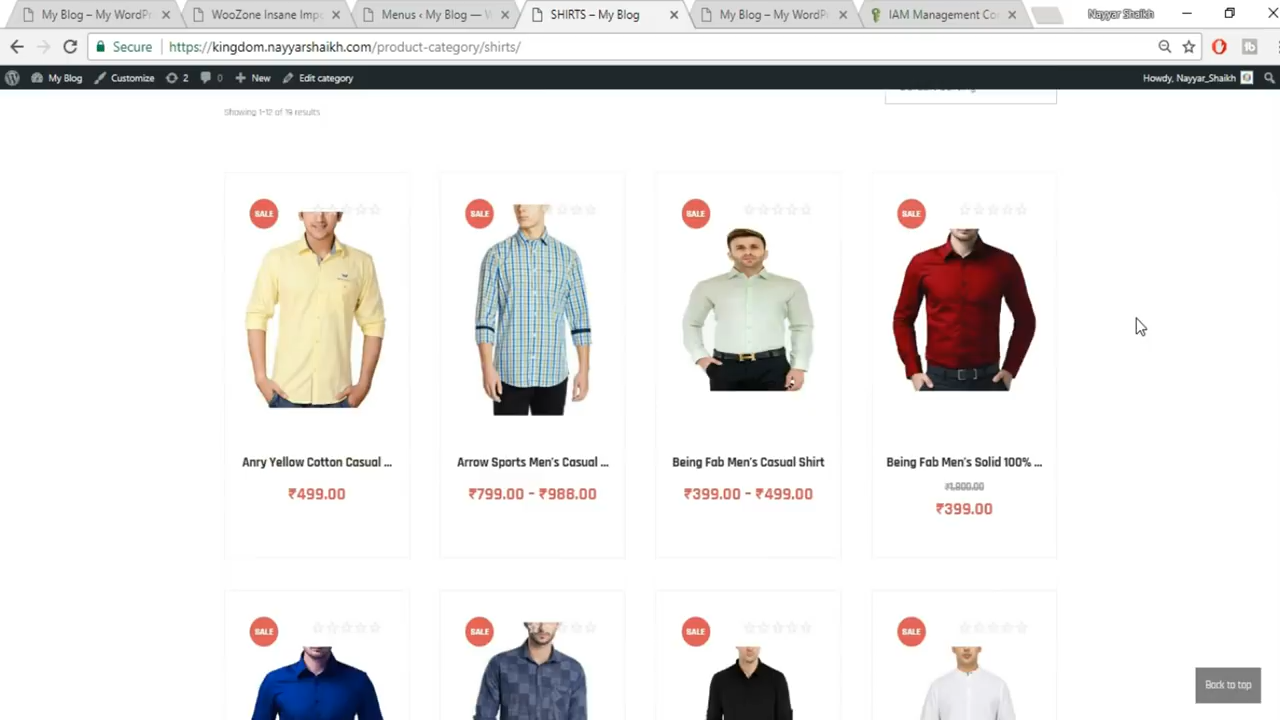 My Blog – My WordPr
WooZone Insane Impo
Menus ‹ My Blog — W
SHIRTS – My Blog
My Blog – My WordPr
IAM Management Co
Nayyar Shaikh
Secure
https://kingdom.nayyarshaikh.com/product-category/shirts/
My Blog
Customize
2
0
New
Edit category
Howdy, Nayyar_Shaikh
Showing 1–12 of 19 results
SALE
SALE
SALE
SALE
Anry Yellow Cotton Casual ...
Arrow Sports Men's Casual ...
Being Fab Men's Casual Shirt
Being Fab Men's Solid 100% ...
₹499.00
₹799.00 – ₹988.00
₹399.00 – ₹499.00
₹1,800.00
₹399.00
SALE
SALE
SALE
SALE
Back to top